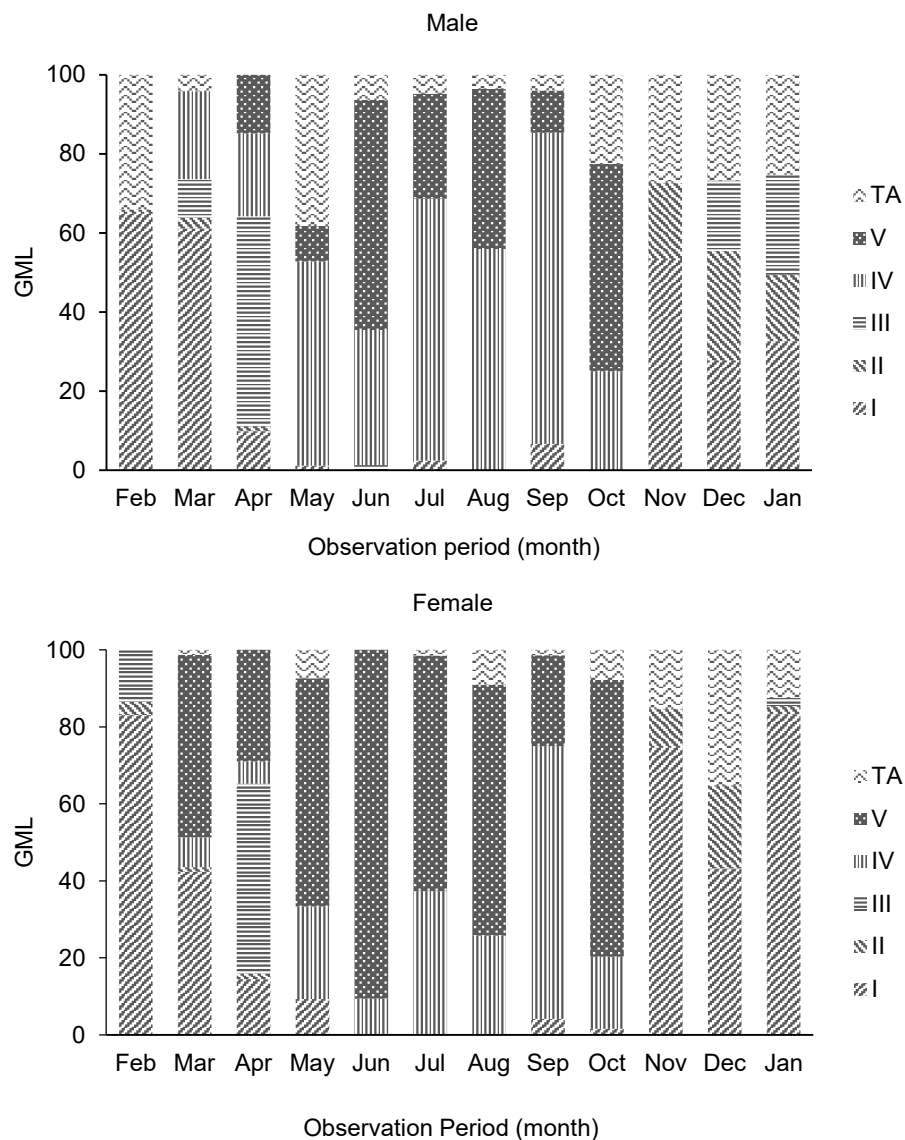 Male
100
80
60
40
20
0
GML
Feb Mar Apr May Jun Jul Aug Sep Oct Nov Dec Jan
Observation period (month)
TA
V
IV
III
II
I
Female
100
80
60
40
20
0
GML
Feb Mar Apr May Jun Jul Aug Sep Oct Nov Dec Jan
Observation Period (month)
TA
V
IV
III
II
I